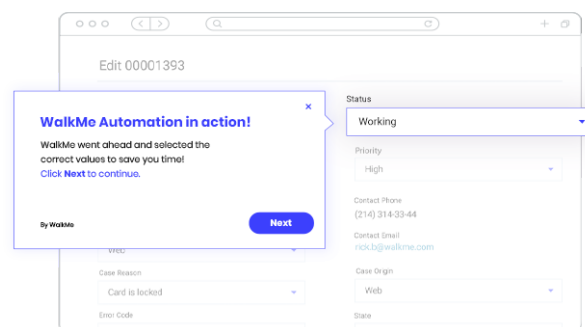 Edit 00001393
WalkMe Automation in action!
WalkMe went ahead and selected the
correct values to save you time!
Click Next to continue.
By WalkMe
Next
Status
Working
Priority
High
Contact Phone
(214) 314-33-44
Contact Email
rick.b@walkme.com
Web
Case Reason
Card is locked
Case Origin
Web
Error Code
State